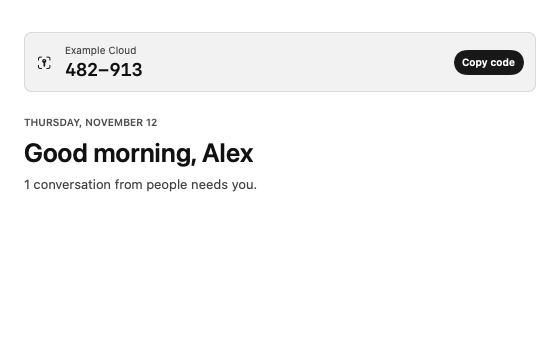 Example Cloud
482–913
Copy code
THURSDAY, NOVEMBER 12
Good morning, Alex
1 conversation from people needs you.